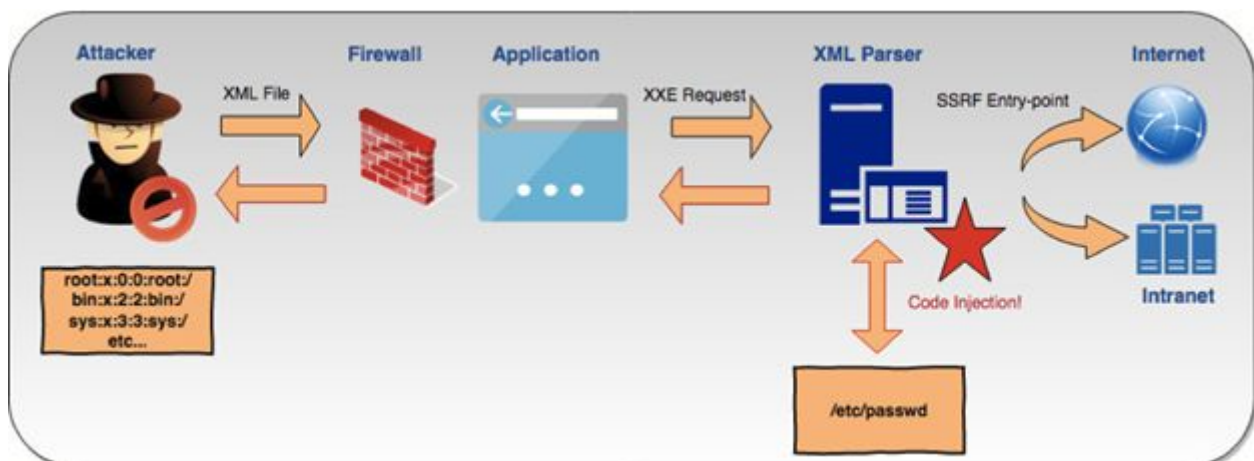 Attacker
Firewall
Application
XML Parser
Internet
XML File
XXE Request
SSRF Entry-point
root:x:0:0:root:/
bin:x:2:2:bin:/
sys:x:3:3:sys:/
etc...
Code Injection!
Intranet
/etc/passwd